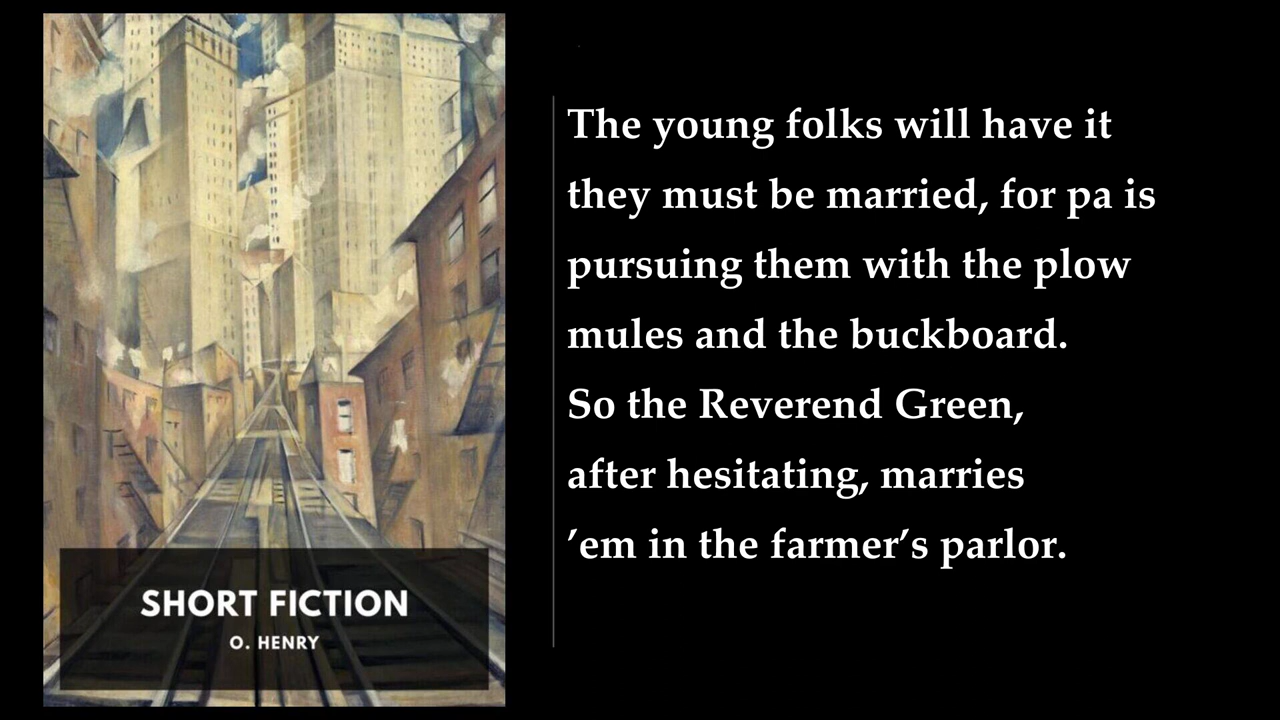 The young folks will have it
they must be married, for pa is
pursuing them with the plow
mules and the buckboard.
So the Reverend Green,
after hesitating, marries
’em in the farmer’s parlor.
SHORT FICTION
O. HENRY